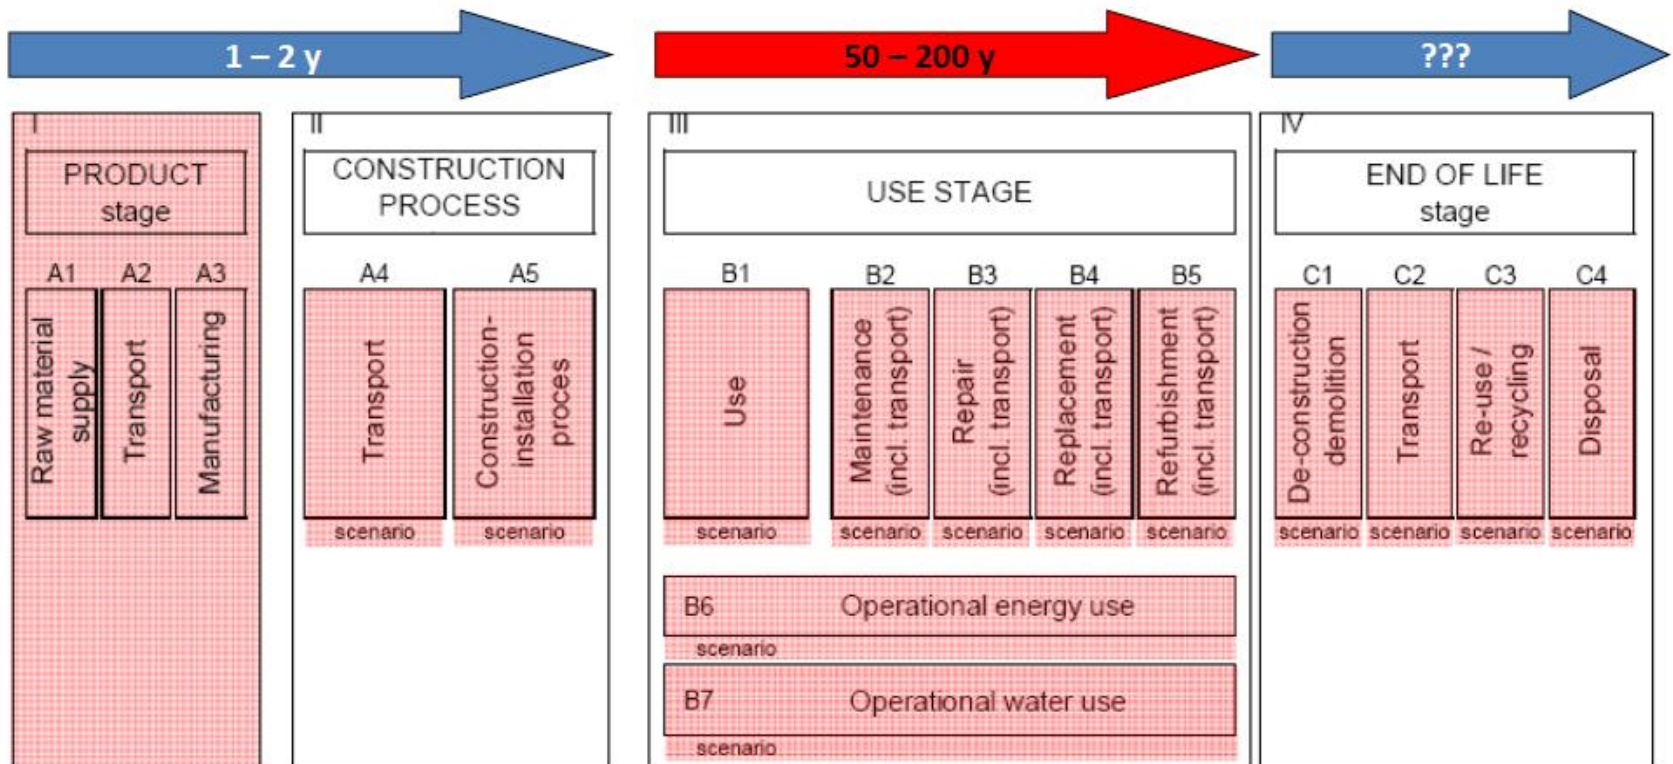 1 – 2 y
50 – 200 y
???
I
PRODUCT
stage
A1
A2
A3
Raw material
supply
Transport
Manufacturing
II
CONSTRUCTION
PROCESS
A4
A5
Transport
scenario
Construction-
installation
proces
scenario
III
USE STAGE
B1
B2
B3
B4
B5
Use
scenario
Maintenance
(incl. transport)
scenario
Repair
(incl. transport)
scenario
Replacement
(incl. transport)
scenario
Refurbishment
(incl. transport)
scenario
B6 Operational energy use
scenario
B7 Operational water use
scenario
IV
END OF LIFE
stage
C1
C2
C3
C4
De-construction
demolition
scenario
Transport
scenario
Re-use /
recycling
scenario
Disposal
scenario